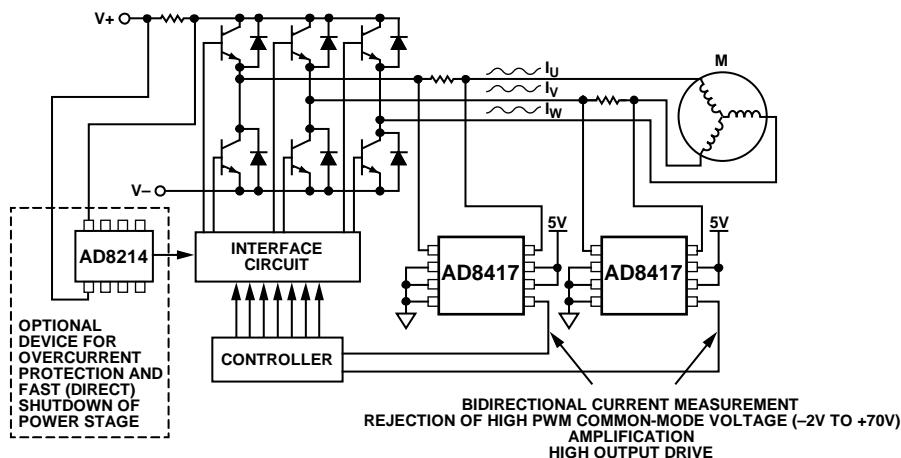 V+
M
IU
IV
IW
V–
AD8214
INTERFACE
CIRCUIT
5V
5V
AD8417
AD8417
OPTIONAL
DEVICE FOR
OVERCURRENT
PROTECTION AND
FAST (DIRECT)
SHUTDOWN OF
POWER STAGE
CONTROLLER
BIDIRECTIONAL CURRENT MEASUREMENT
REJECTION OF HIGH PWM COMMON-MODE VOLTAGE (–2V TO +70V)
AMPLIFICATION
HIGH OUTPUT DRIVE